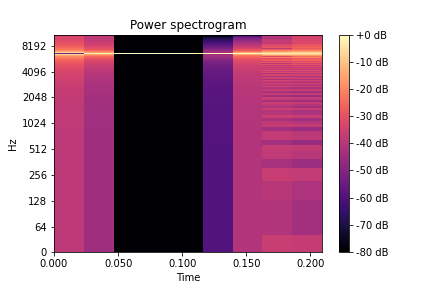 Power spectrogram
8192
4096
2048
1024
512
256
128
64
0
Hz
0.000 0.050 0.100 0.150 0.200
Time
+0 dB
-10 dB
-20 dB
-30 dB
-40 dB
-50 dB
-60 dB
-70 dB
-80 dB